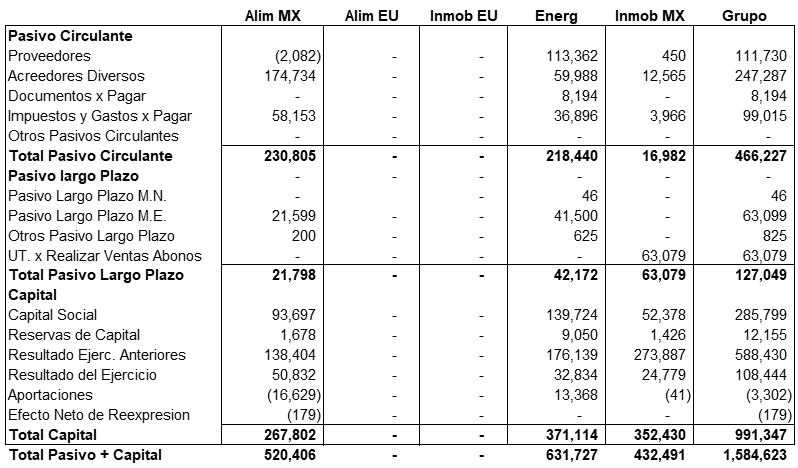 Alim MX Alim EU Inmob EU Energ Inmob MX Grupo
Pasivo Circulante
Proveedores (2,082) - - 113,362 450 111,730
Acreedores Diversos 174,734 - - 59,988 12,565 247,287
Documentos x Pagar - - - 8,194 - 8,194
Impuestos y Gastos x Pagar 58,153 - - 36,896 3,966 99,015
Otros Pasivos Circulantes - - - - - -
Total Pasivo Circulante 230,805 - - 218,440 16,982 466,227
Pasivo largo Plazo - - - - - -
Pasivo Largo Plazo M.N. - - - 46 - 46
Pasivo Largo Plazo M.E. 21,599 - - 41,500 - 63,099
Otros Pasivo Largo Plazo 200 - - 625 - 825
UT. x Realizar Ventas Abonos - - - - 63,079 63,079
Total Pasivo Largo Plazo 21,798 - - 42,172 63,079 127,049
Capital
Capital Social 93,697 - - 139,724 52,378 285,799
Reservas de Capital 1,678 - - 9,050 1,426 12,155
Resultado Ejerc. Anteriores 138,404 - - 176,139 273,887 588,430
Resultado del Ejercicio 50,832 - - 32,834 24,779 108,444
Aportaciones (16,629) - - 13,368 (41) (3,302)
Efecto Neto de Reexpresion (179) - - - - (179)
Total Capital 267,802 - - 371,114 352,430 991,347
Total Pasivo + Capital 520,406 - - 631,727 432,491 1,584,623